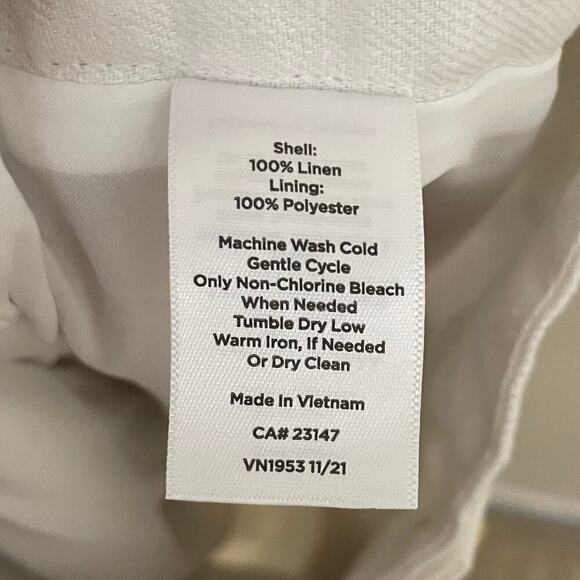 Shell:
100% Linen
Lining:
100% Polyester
Machine Wash Cold
Gentle Cycle
Only Non-Chlorine Bleach
When Needed
Tumble Dry Low
Warm Iron, If Needed
Or Dry Clean
Made In Vietnam
CA# 23147
VN1953 11/21